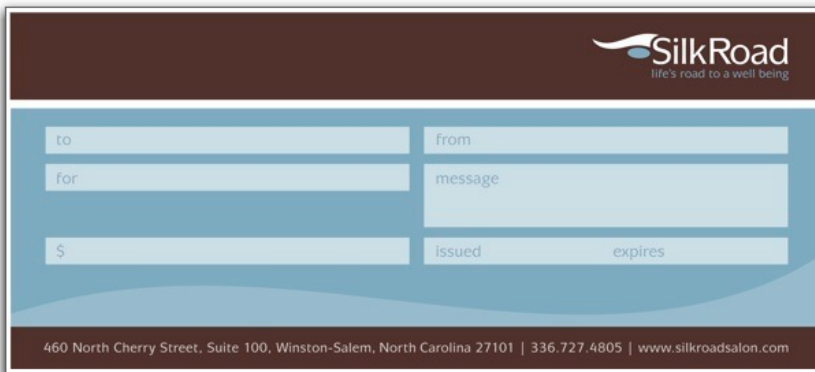 SilkRoad
life's road to a well being
to
from
for
message
$
issued expires
460 North Cherry Street, Suite 100, Winston-Salem, North Carolina 27101 | 336.727.4805 | www.silkroadsalon.com